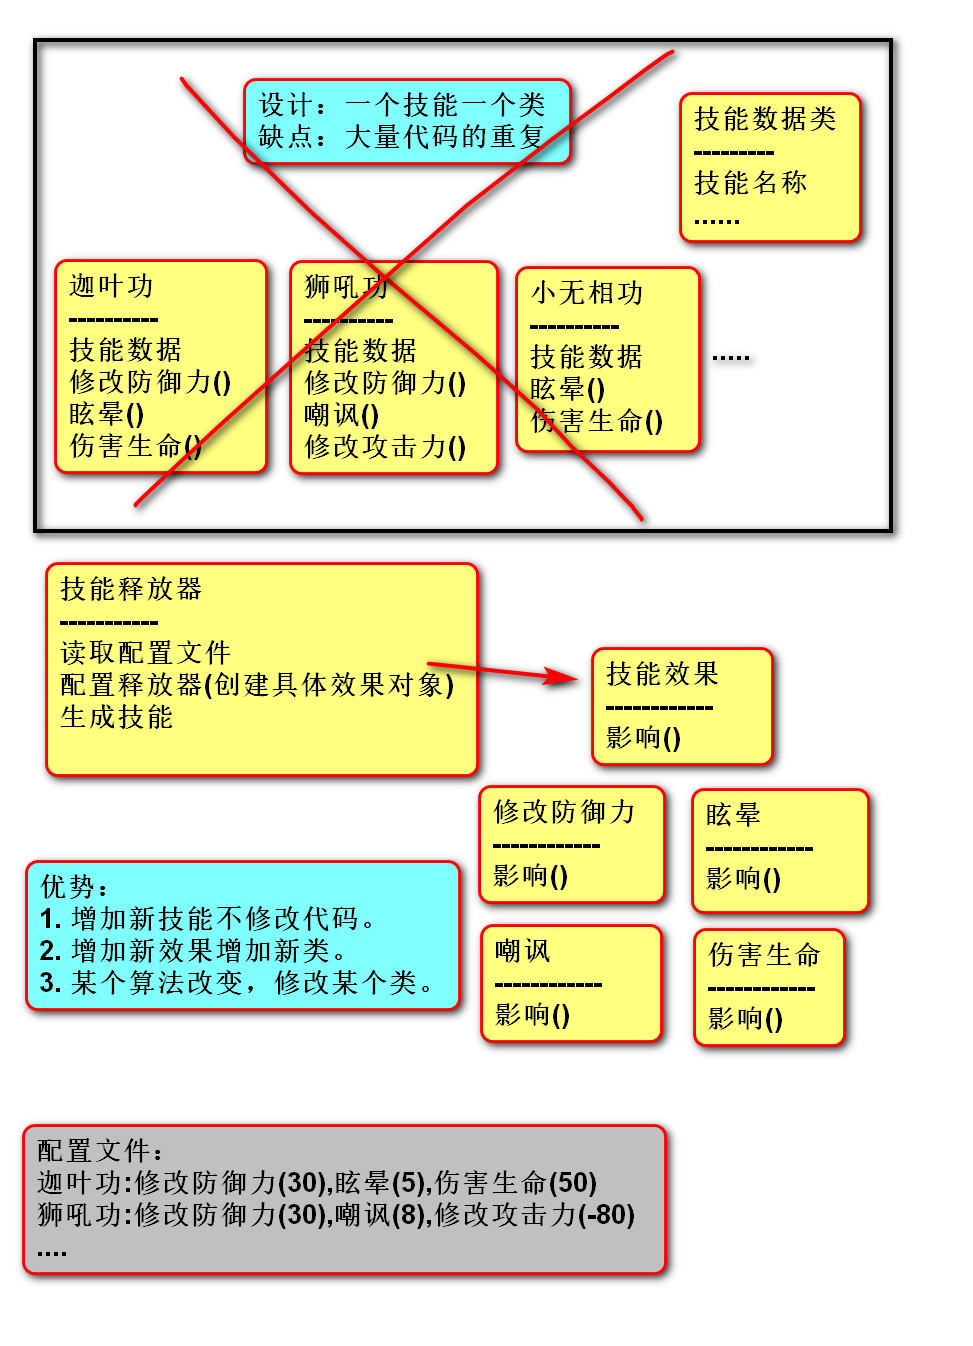 设计：一个技能一个类
缺点：大量代码的重复
技能数据类
---------
技能名称
......
迦叶功
----------
技能数据
修改防御力()
眩晕()
伤害生命()
狮吼功
----------
技能数据
修改防御力()
嘲讽()
修改攻击力()
小无相功
----------
技能数据
眩晕()
伤害生命()
.....
技能释放器
-----------
读取配置文件
配置释放器(创建具体效果对象)
生成技能
技能效果
------------
影响()
修改防御力
------------
影响()
眩晕
------------
影响()
优势：
1. 增加新技能不修改代码。
2. 增加新效果增加新类。
3. 某个算法改变，修改某个类。
嘲讽
------------
影响()
伤害生命
------------
影响()
配置文件：
迦叶功:修改防御力(30),眩晕(5),伤害生命(50)
狮吼功:修改防御力(30),嘲讽(8),修改攻击力(-80)
....